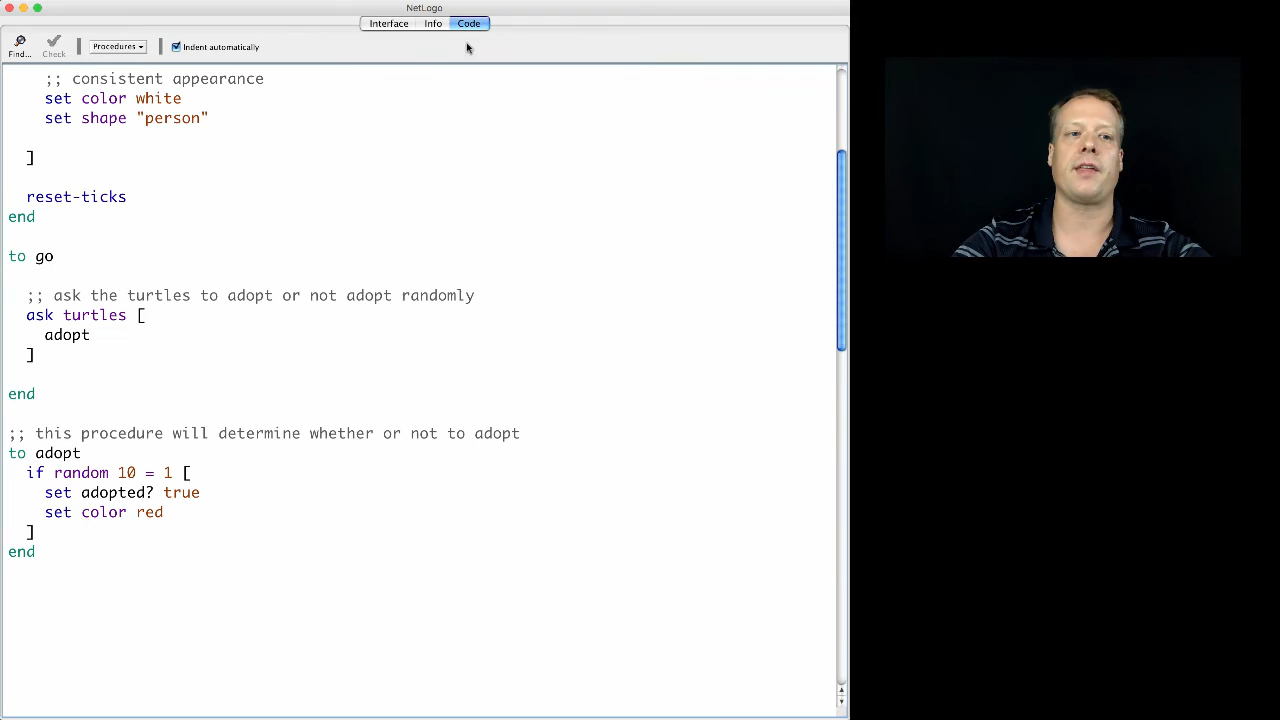 NetLogo
Interface Info Code
Find... Check Procedures Indent automatically
;; consistent appearance
set color white
set shape "person"
]
reset-ticks
end
to go
;; ask the turtles to adopt or not adopt randomly
ask turtles [
adopt
]
end
;; this procedure will determine whether or not to adopt
to adopt
if random 10 = 1 [
set adopted? true
set color red
]
end